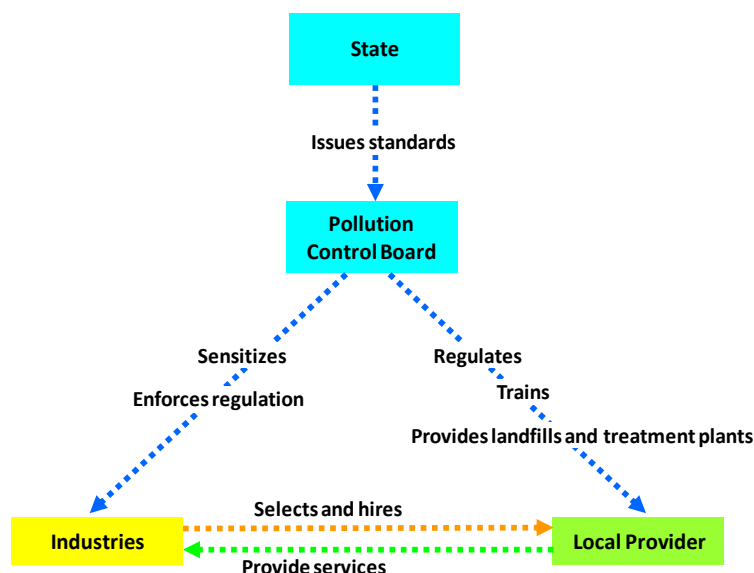 State
Issues standards
Pollution
Control Board
Sensitizes
Regulates
Enforces regulation
Trains
Provides landfills and treatment plants
Selects and hires
Industries
Local Provider
Provide services